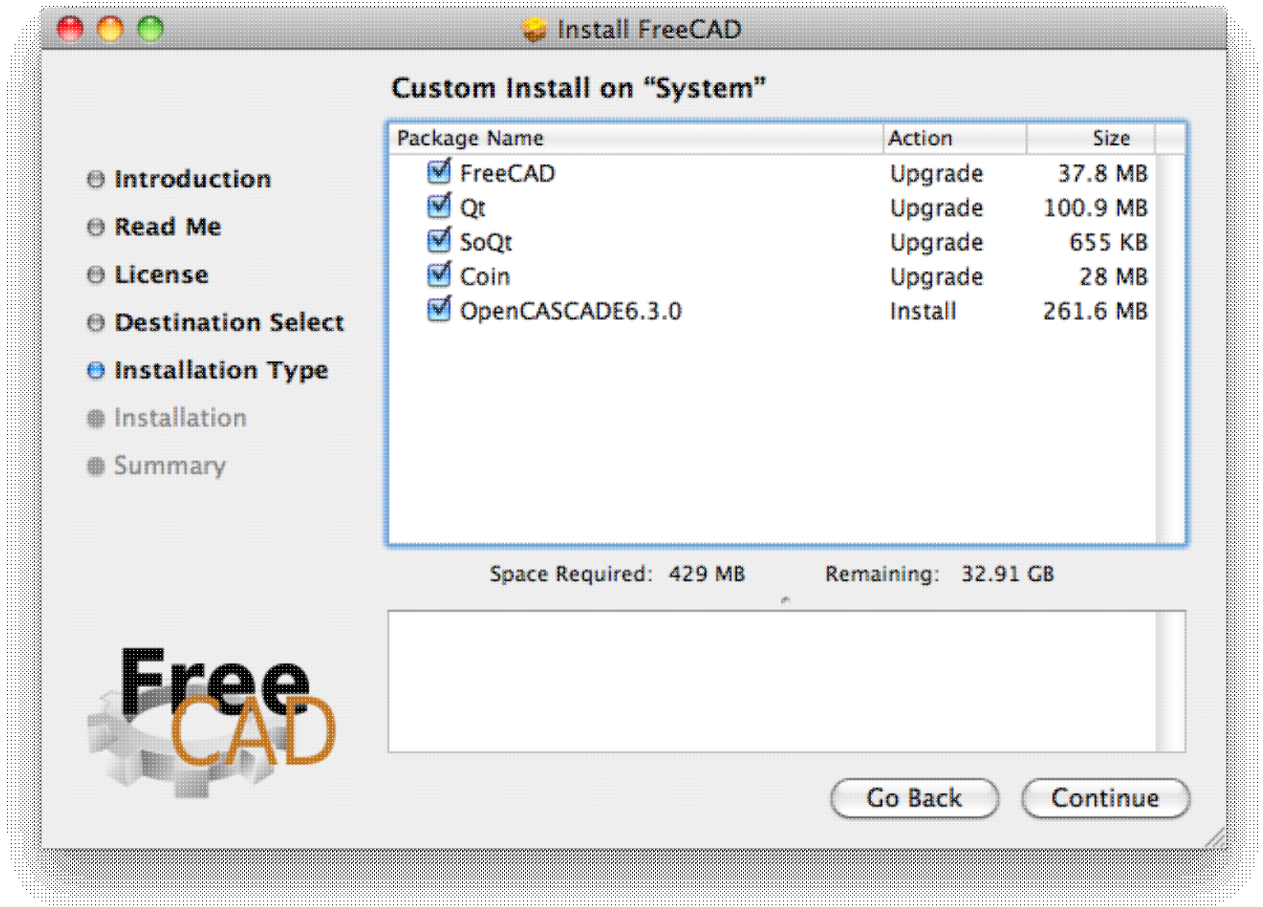 Install FreeCAD
Custom Install on “System”
Package Name Action Size
FreeCAD Upgrade 37.8 MB
Qt Upgrade 100.9 MB
SoQt Upgrade 655 KB
Coin Upgrade 28 MB
OpenCASCADE6.3.0 Install 261.6 MB
Introduction
Read Me
License
Destination Select
Installation Type
Installation
Summary
Space Required: 429 MB Remaining: 32.91 GB
Free
CAD
Go Back Continue